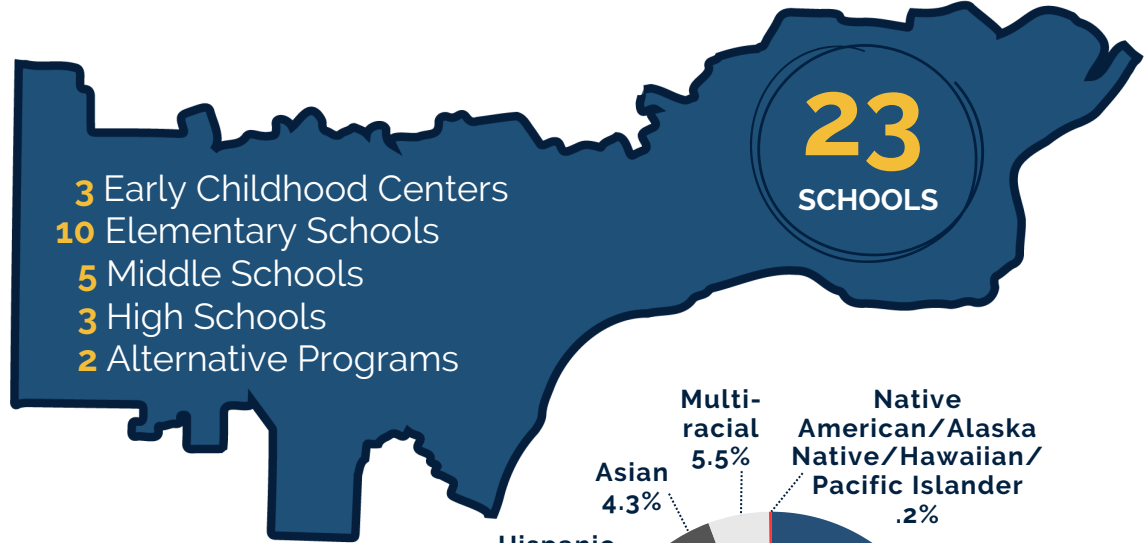 23
SCHOOLS
3 Early Childhood Centers
10 Elementary Schools
5 Middle Schools
3 High Schools
2 Alternative Programs
Multi-
racial
5.5%
Native
American/Alaska
Native/Hawaiian/
Pacific Islander
.2%
Asian
4.3%
Hispanic